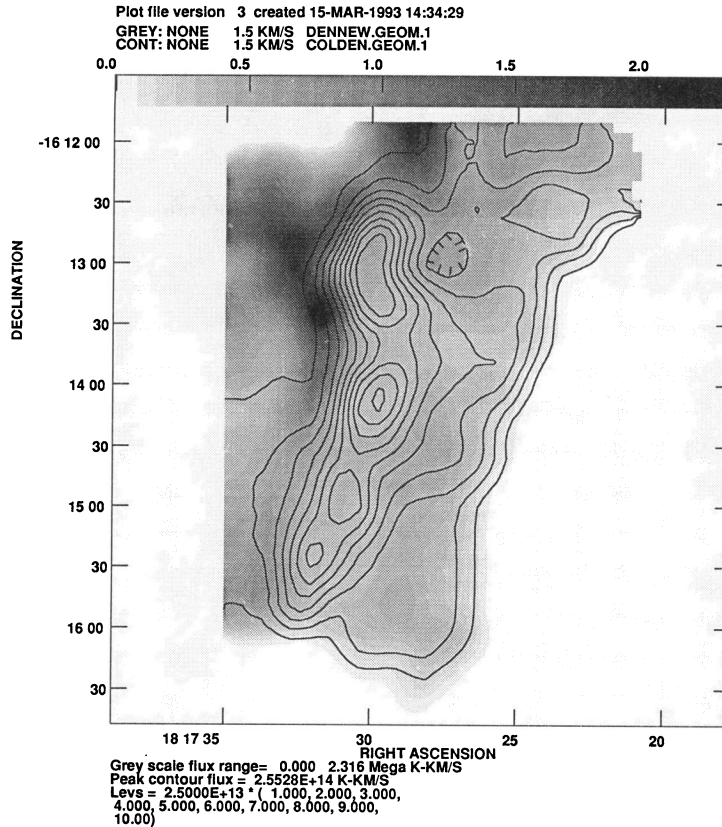 Plot file version 3 created 15-MAR-1993 14:34:29
GREY: NONE 1.5 KM/S DENNEW.GEOM.1
CONT: NONE 1.5 KM/S COLDEN.GEOM.1
0.0 0.5 1.0 1.5 2.0
-16 12 00
30
13 00
30
14 00
30
15 00
30
16 00
30
DECLINATION
18 17 35 30 25 20
RIGHT ASCENSION
Grey scale flux range= 0.000 2.316 Mega K-KM/S
Peak contour flux = 2.5528E+14 K-KM/S
Levs = 2.5000E+13 * ( 1.000, 2.000, 3.000,
4.000, 5.000, 6.000, 7.000, 8.000, 9.000,
10.00)